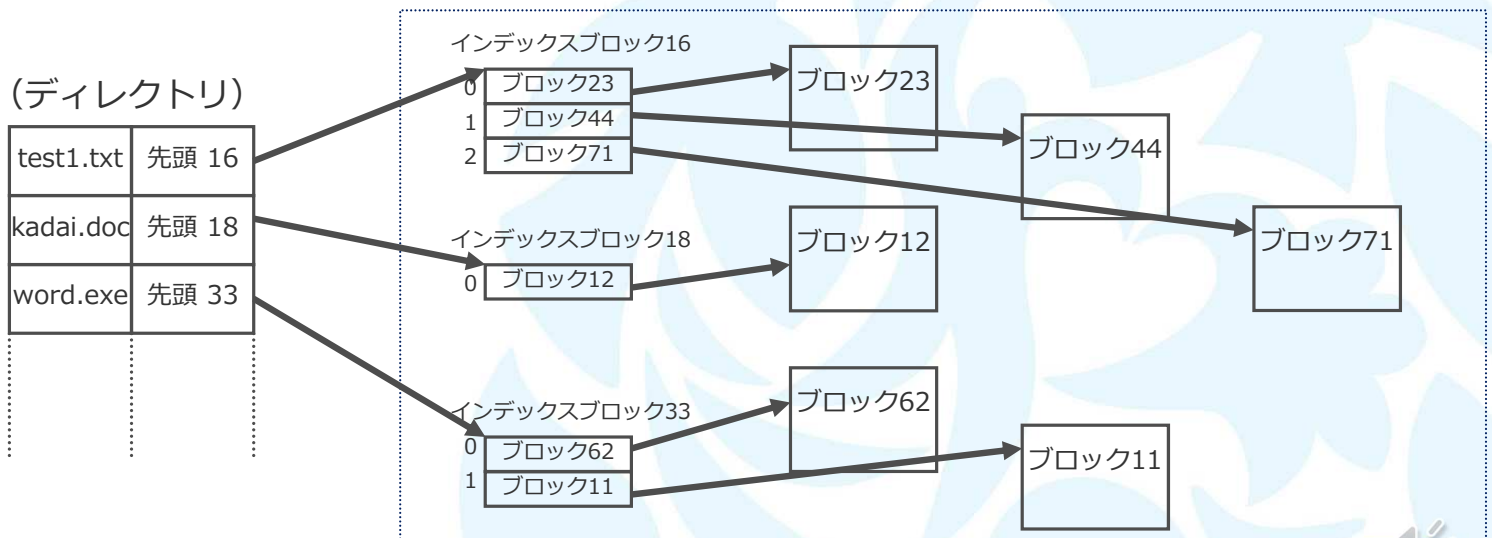 (ディレクトリ)
test1.txt 先頭 16
kadai.doc 先頭 18
word.exe 先頭 33
インデックスブロック16
0 ブロック23
1 ブロック44
2 ブロック71
ブロック23
ブロック44
ブロック71
インデックスブロック18
0 ブロック12
ブロック12
インデックスブロック33
0 ブロック62
1 ブロック11
ブロック62
ブロック11